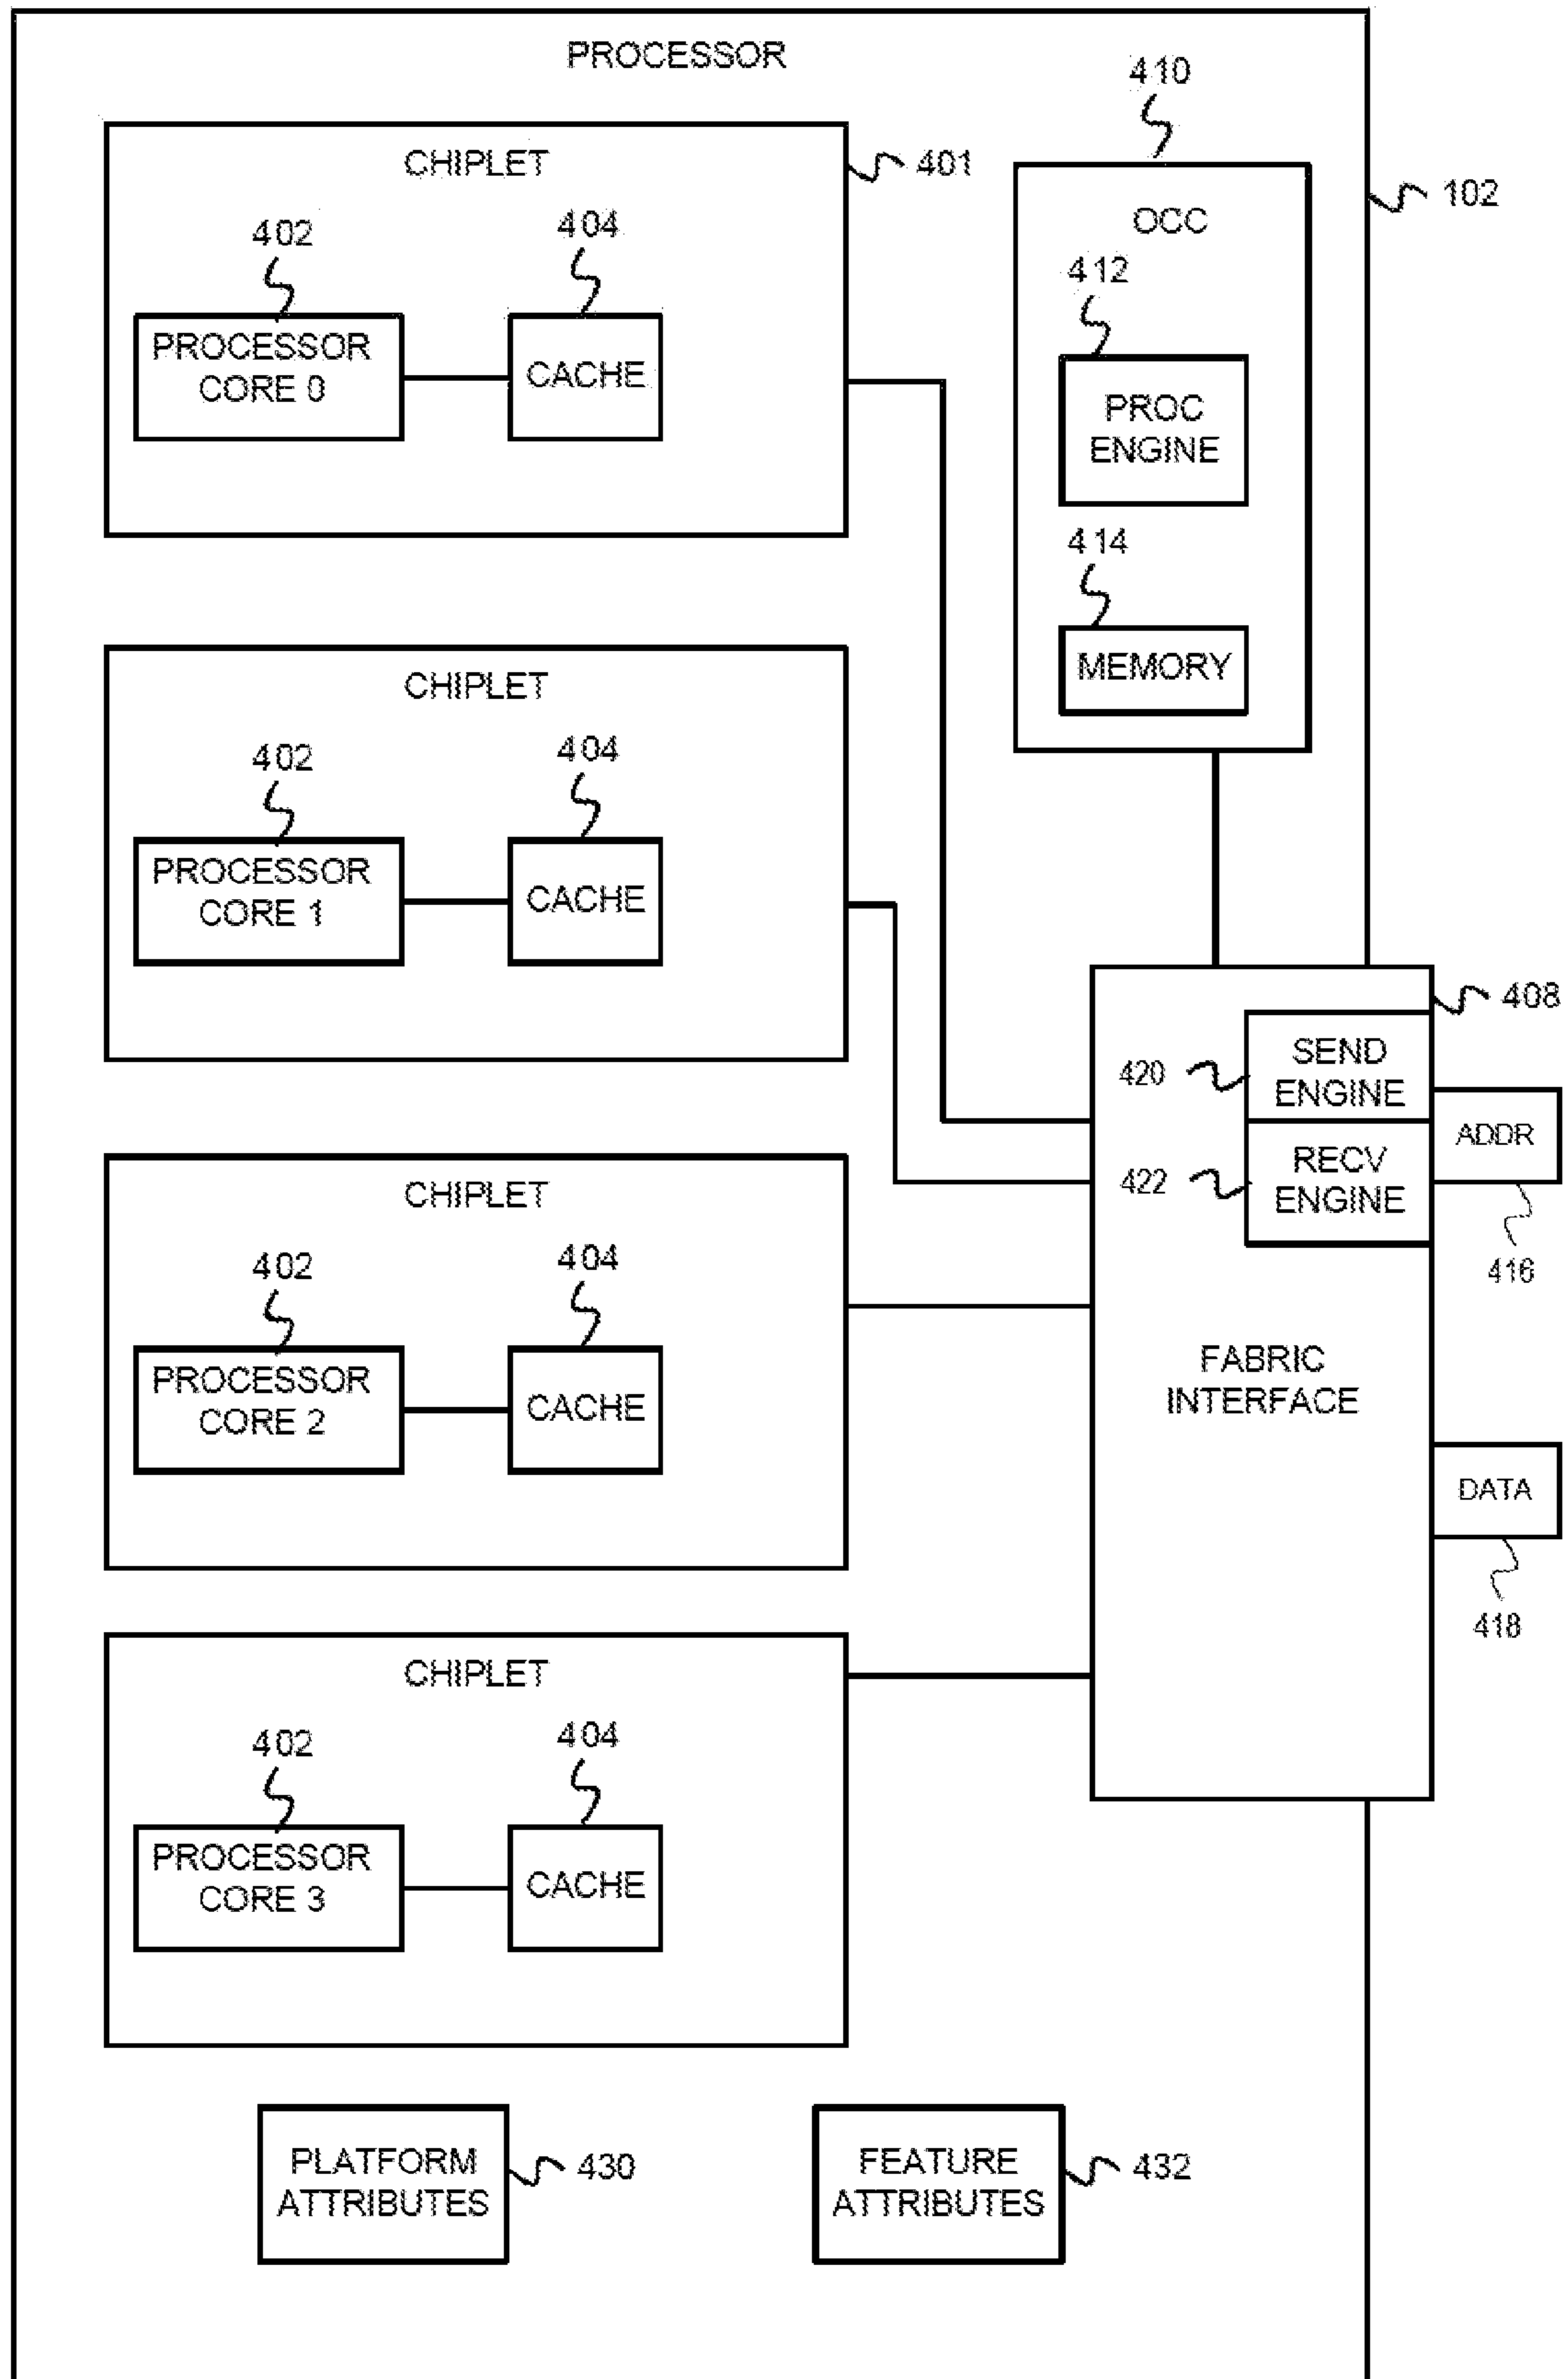 PROCESSOR
410
CHIPLET
401
102
OCC
402
404
412
PROCESSOR
CORE 0
CACHE
PROC
ENGINE
414
MEMORY
CHIPLET
402
404
PROCESSOR
CORE 1
CACHE
408
SEND
ENGINE
420
ADDR
RECV
ENGINE
422
416
CHIPLET
402
404
PROCESSOR
CORE 2
CACHE
FABRIC
INTERFACE
DATA
418
CHIPLET
402
404
PROCESSOR
CORE 3
CACHE
PLATFORM
ATTRIBUTES
430
FEATURE
ATTRIBUTES
432